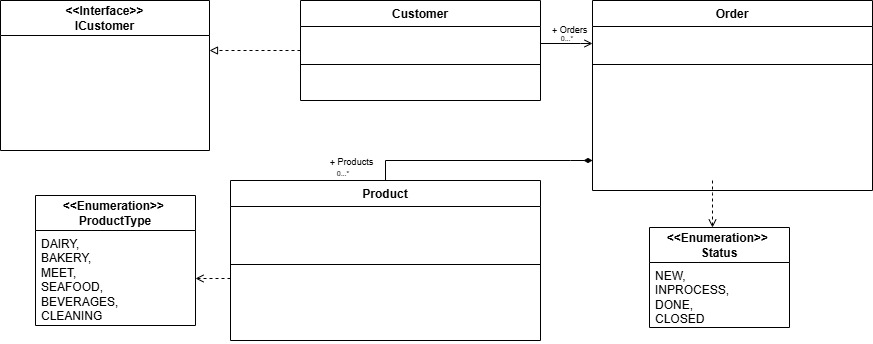 <<Interface>>
ICustomer
Customer
Order
+ Orders
0...*
+ Products
0...*
Product
<<Enumeration>>
ProductType
DAIRY,
BAKERY,
MEET,
SEAFOOD,
BEVERAGES,
CLEANING
<<Enumeration>>
Status
NEW,
INPROCESS,
DONE,
CLOSED